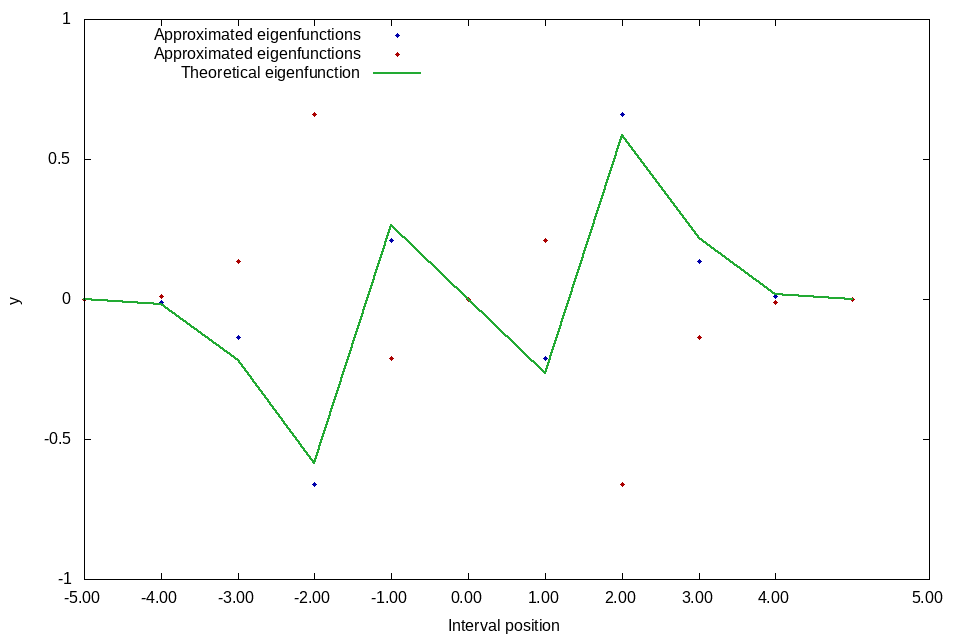 1
0.5
0
-0.5
-1
y
Approximated eigenfunctions
Approximated eigenfunctions
Theoretical eigenfunction
-5.00 -4.00 -3.00 -2.00 -1.00 0.00 1.00 2.00 3.00 4.00 5.00
Interval position